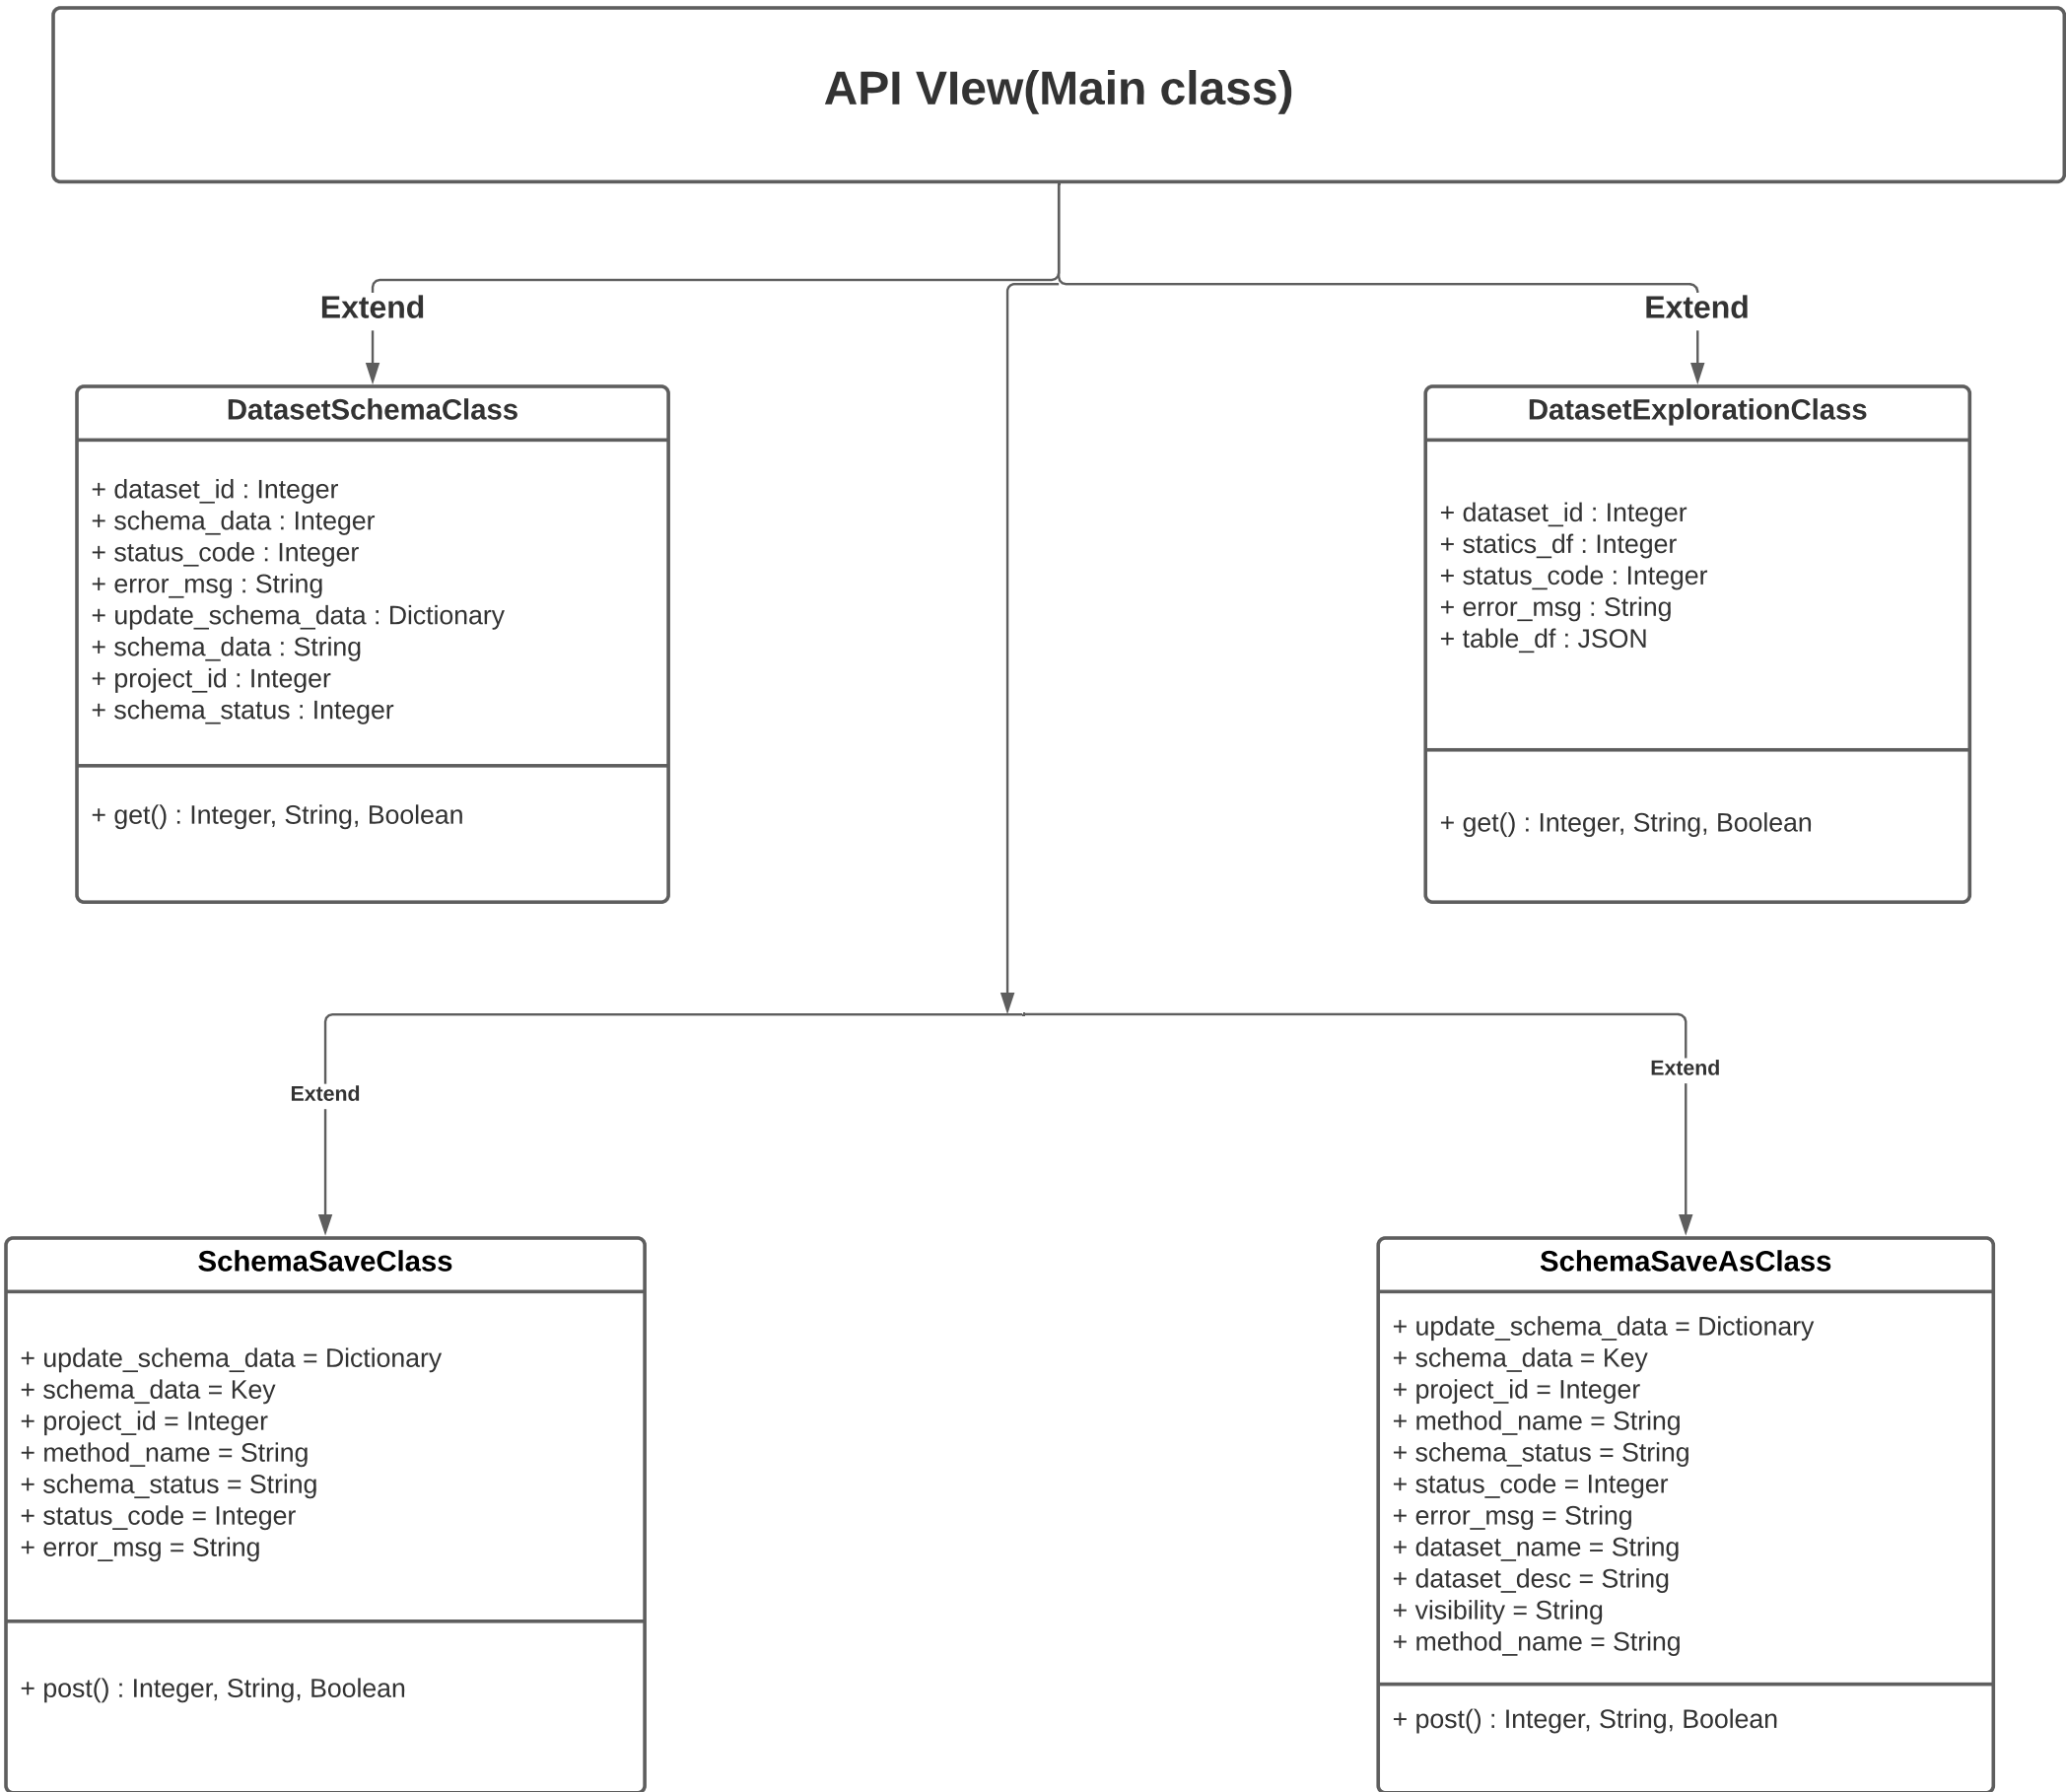 API VIew(Main class)
Extend
Extend
DatasetSchemaClass
+ dataset_id : Integer
+ schema_data : Integer
+ status_code : Integer
+ error_msg : String
+ update_schema_data : Dictionary
+ schema_data : String
+ project_id : Integer
+ schema_status : Integer
+ get() : Integer, String, Boolean
DatasetExplorationClass
+ dataset_id : Integer
+ statics_df : Integer
+ status_code : Integer
+ error_msg : String
+ table_df : JSON
+ get() : Integer, String, Boolean
Extend
Extend
SchemaSaveClass
+ update_schema_data = Dictionary
+ schema_data = Key
+ project_id = Integer
+ method_name = String
+ schema_status = String
+ status_code = Integer
+ error_msg = String
+ post() : Integer, String, Boolean
SchemaSaveAsClass
+ update_schema_data = Dictionary
+ schema_data = Key
+ project_id = Integer
+ method_name = String
+ schema_status = String
+ status_code = Integer
+ error_msg = String
+ dataset_name = String
+ dataset_desc = String
+ visibility = String
+ method_name = String
+ post() : Integer, String, Boolean